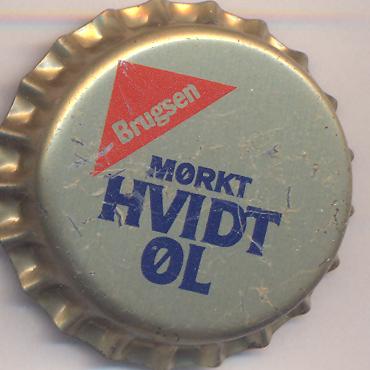 Brugsen
MØRKT
HVIDT
ØL